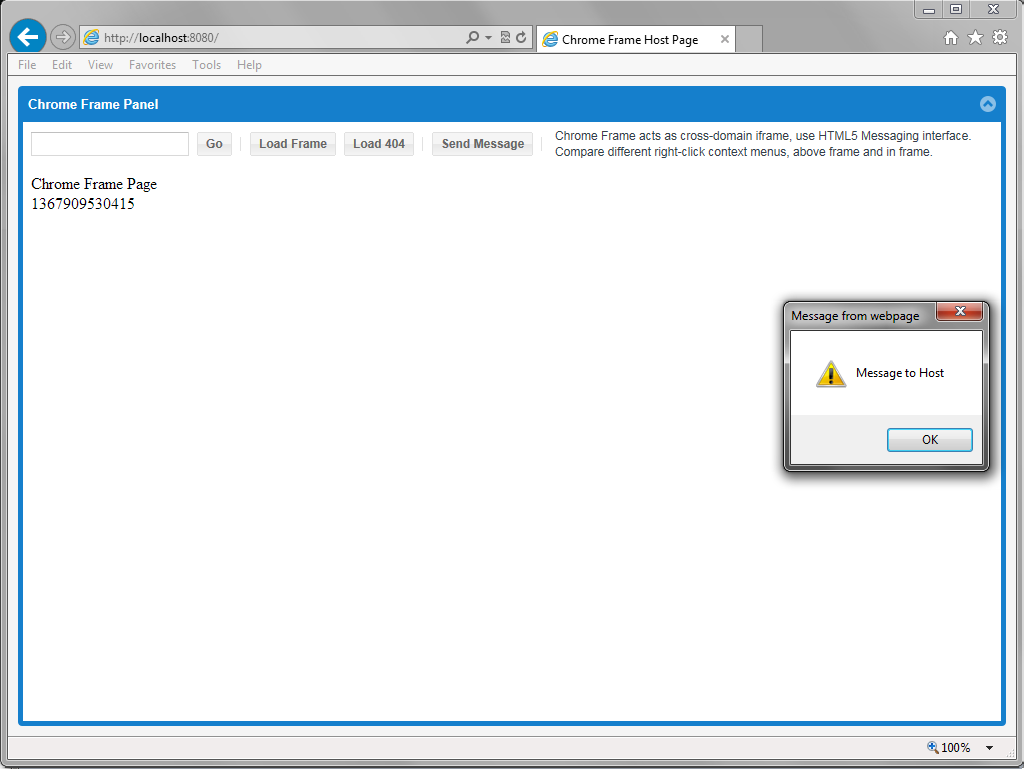 http://localhost:8080/
Chrome Frame Host Page
File Edit View Favorites Tools Help
Chrome Frame Panel
Go Load Frame Load 404 Send Message
Chrome Frame acts as cross-domain iframe, use HTML5 Messaging interface.
Compare different right-click context menus, above frame and in frame.
Chrome Frame Page
1367909530415
Message from webpage
Message to Host
OK
100%